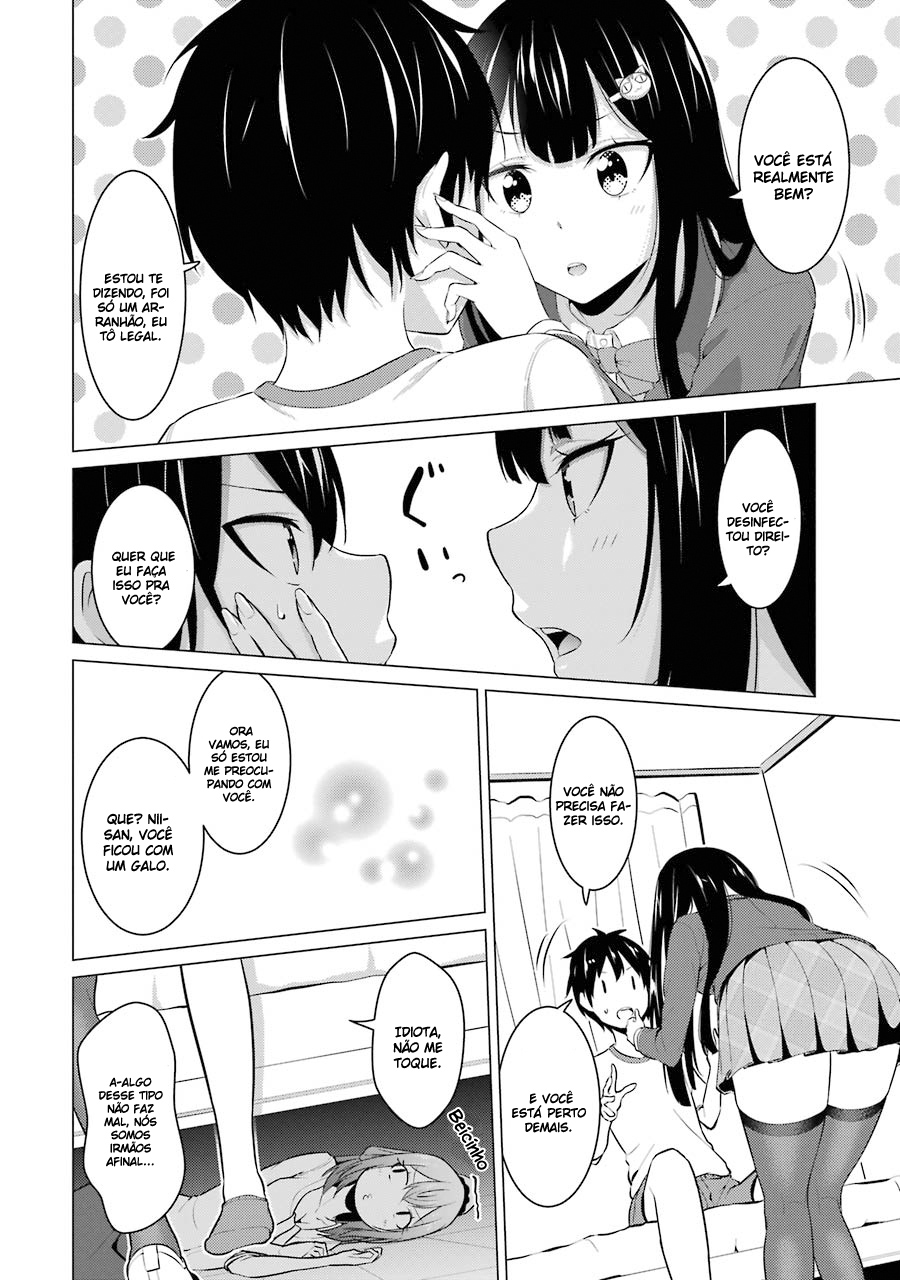 VOCÊ ESTÁ
REALMENTE
BEM?
ESTOU TE
DIZENDO, FOI
SÓ UM AR-
RANHÃO, EU
TÔ LEGAL.
VOCÊ
DESINFEC-
TOU DIREI-
TO?
ぐいっ
QUER QUE
EU FAÇA
ISSO PRA
VOCÊ?
VOCÊ NÃO
PRECISA FA-
ZER ISSO.
E VOCÊ
ESTÁ PERTO
DEMAIS.
ORA
VAMOS, EU
SÓ ESTOU
ME PREOCU-
PANDO COM
VOCÊ.
QUE? NII-
SAN, VOCÊ
FICOU COM
UM GALO.
IDIOTA,
NÃO ME
TOQUE.
A-ALGO
DESSE TIPO
NÃO FAZ
MAL, NÓS
SOMOS
IRMÃOS
AFINAL...
Beicinho